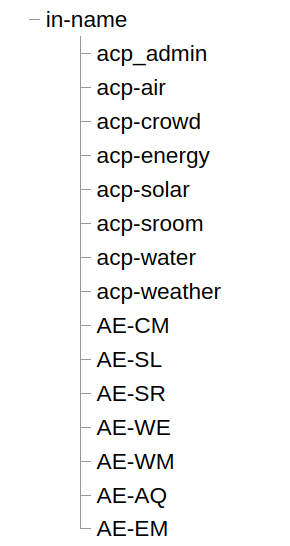 in-name
acp_admin
acp-air
acp-crowd
acp-energy
acp-solar
acp-sroom
acp-water
acp-weather
AE-CM
AE-SL
AE-SR
AE-WE
AE-WM
AE-AQ
AE-EM